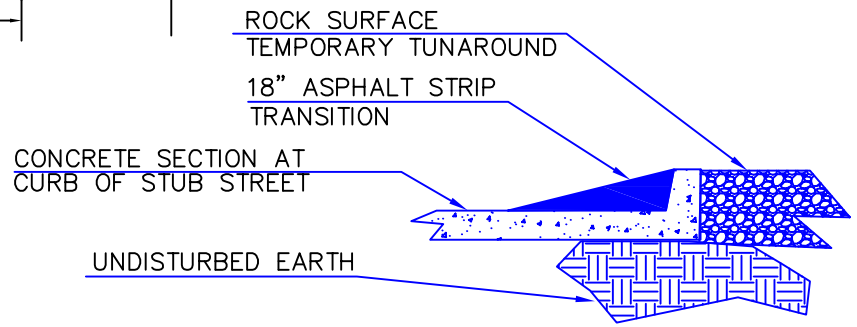 ROCK SURFACE
TEMPORARY TUNAROUND
18" ASPHALT STRIP
TRANSITION
CONCRETE SECTION AT
CURB OF STUB STREET
UNDISTURBED EARTH